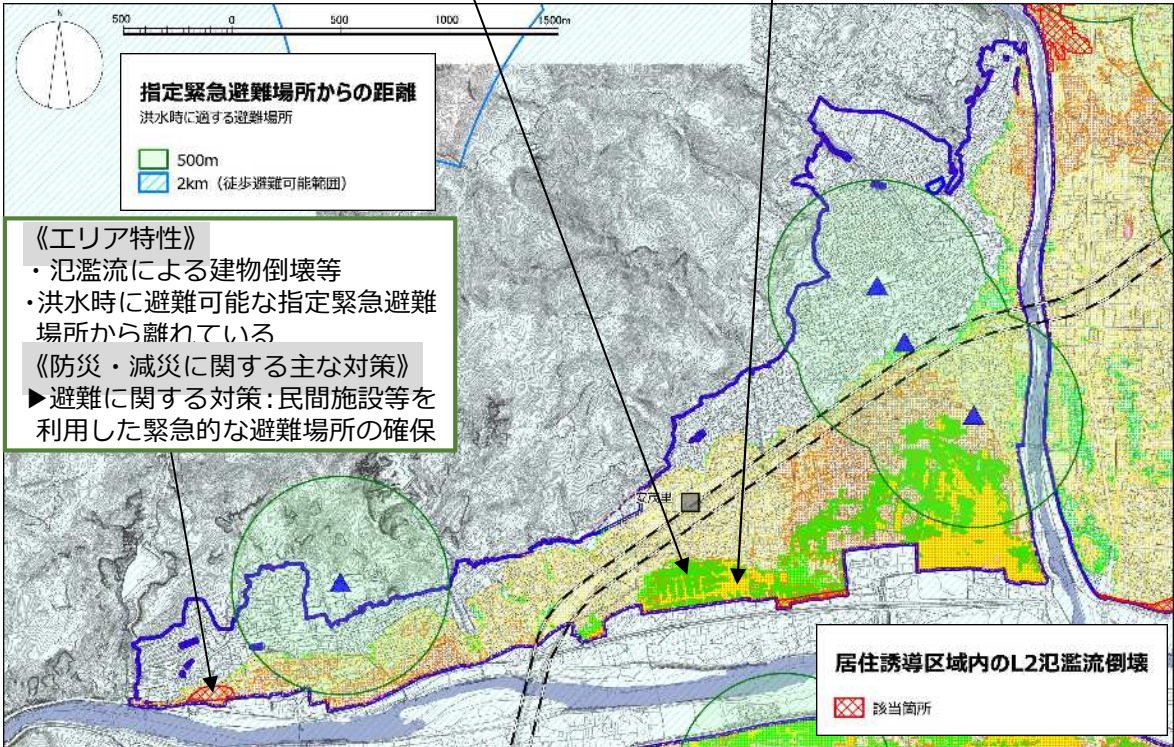 N
500 0 500 1000 1500m
指定緊急避難場所からの距離
洪水時に適する避難場所
500m
2km（徒歩避難可能範囲）
《エリア特性》
・氾濫流による建物倒壊等
・洪水時に避難可能な指定緊急避難
場所から離れている
《防災・減災に関する主な対策》
▶避難に関する対策：民間施設等を
利用した緊急的な避難場所の確保
安茂里
居住誘導区域内のL2氾濫流倒壊
該当箇所